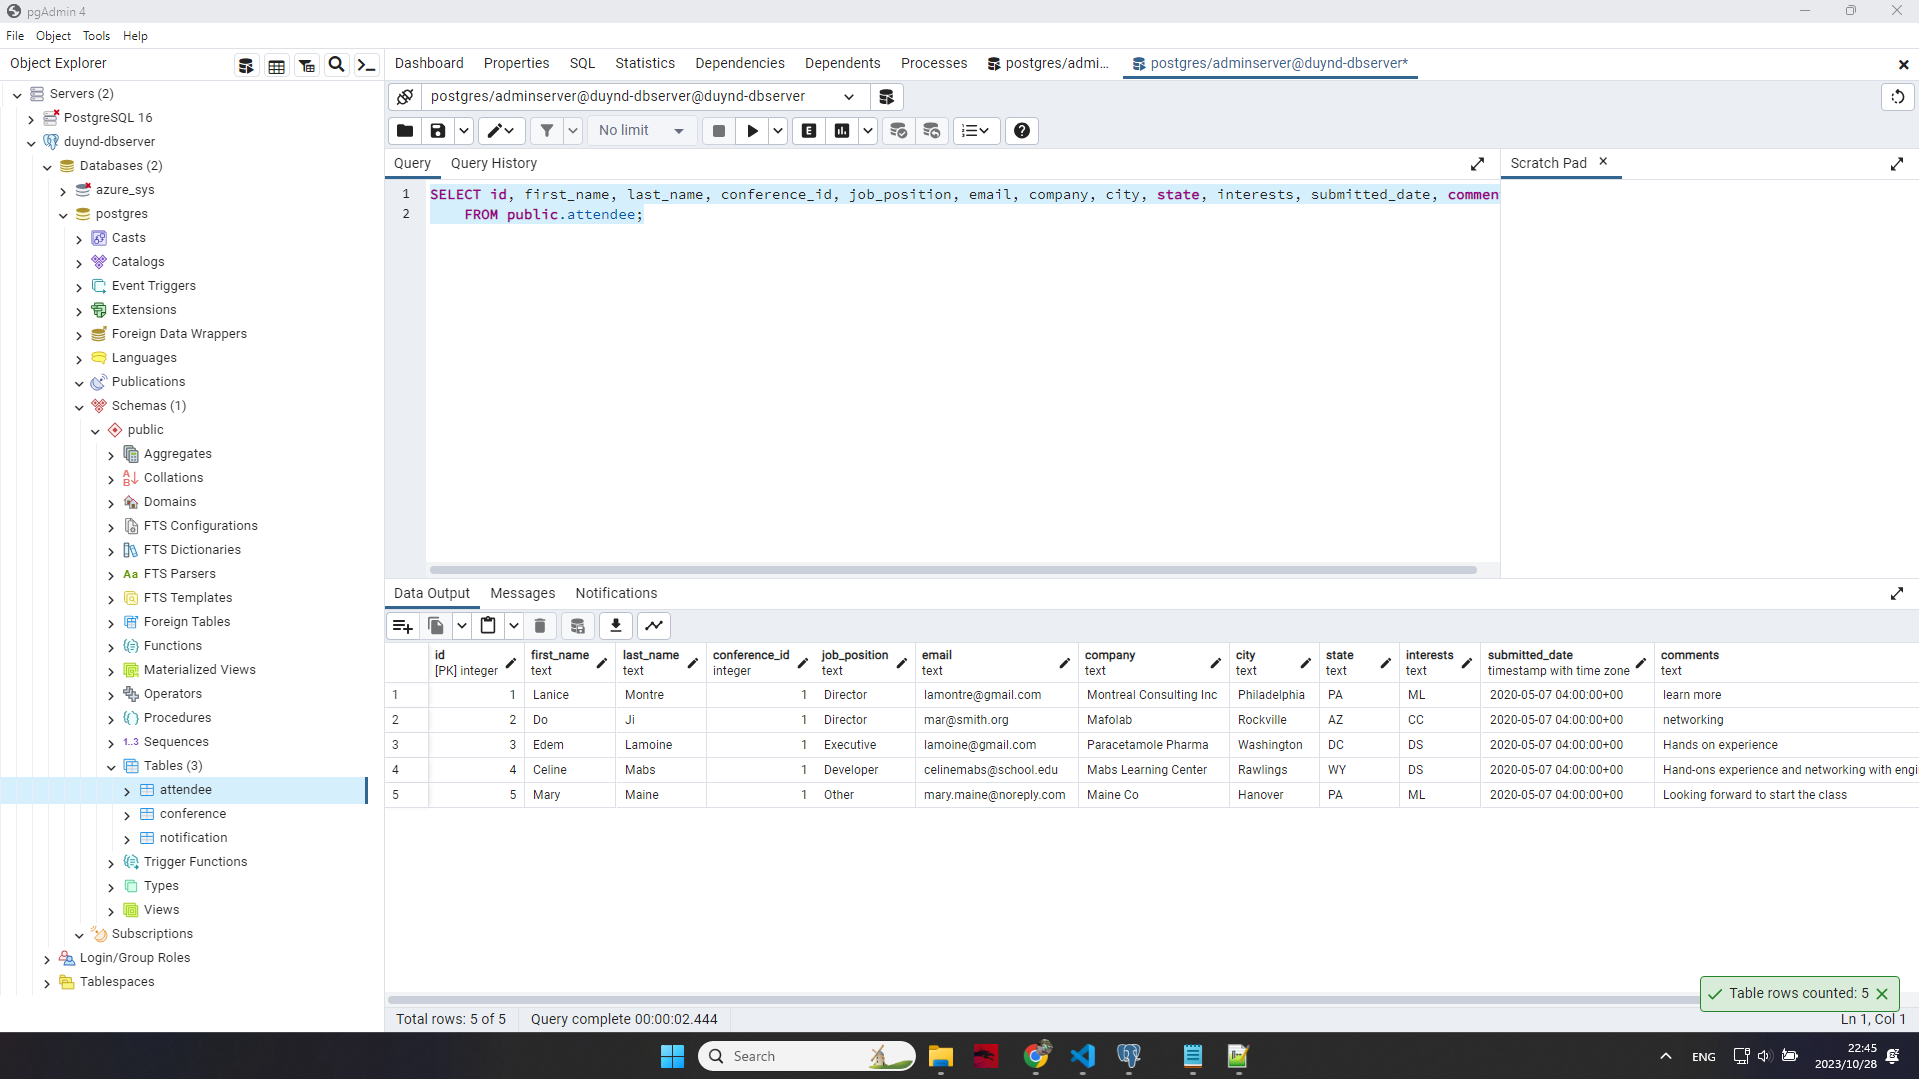 pgAdmin 4
File Object Tools Help
Object Explorer
Dashboard Properties SQL Statistics Dependencies Dependents Processes postgres/admi... postgres/adminserver@duynd-dbserver*
Servers (2)
PostgreSQL 16
duynd-dbserver
Databases (2)
azure_sys
postgres
Casts
Catalogs
Event Triggers
Extensions
Foreign Data Wrappers
Languages
Publications
Schemas (1)
public
Aggregates
Collations
Domains
FTS Configurations
FTS Dictionaries
Aa FTS Parsers
FTS Templates
Foreign Tables
Functions
Materialized Views
Operators
Procedures
1..3 Sequences
Tables (3)
attendee
conference
notification
Trigger Functions
Types
Views
Subscriptions
Login/Group Roles
Tablespaces
postgres/adminserver@duynd-dbserver@duynd-dbserver
No limit E
Query Query History Scratch Pad
1 SELECT id, first_name, last_name, conference_id, job_position, email, company, city, state, interests, submitted_date, commen
2 FROM public.attendee;
Data Output Messages Notifications
id first_name last_name conference_id job_position email company city state interests submitted_date comments
[PK] integer text text integer text text text text text text timestamp with time zone text
1 1 Lanice Montre 1 Director lamontre@gmail.com Montreal Consulting Inc Philadelphia PA ML 2020-05-07 04:00:00+00 learn more
2 2 Do Ji 1 Director mar@smith.org Mafolab Rockville AZ CC 2020-05-07 04:00:00+00 networking
3 3 Edem Lamoine 1 Executive lamoine@gmail.com Paracetamole Pharma Washington DC DS 2020-05-07 04:00:00+00 Hands on experience
4 4 Celine Mabs 1 Developer celinemabs@school.edu Mabs Learning Center Rawlings WY DS 2020-05-07 04:00:00+00 Hand-ons experience and networking with engi
5 5 Mary Maine 1 Other mary.maine@noreply.com Maine Co Hanover PA ML 2020-05-07 04:00:00+00 Looking forward to start the class
Table rows counted: 5
Total rows: 5 of 5 Query complete 00:00:02.444 Ln 1, Col 1
Search
ENG
22:45
2023/10/28